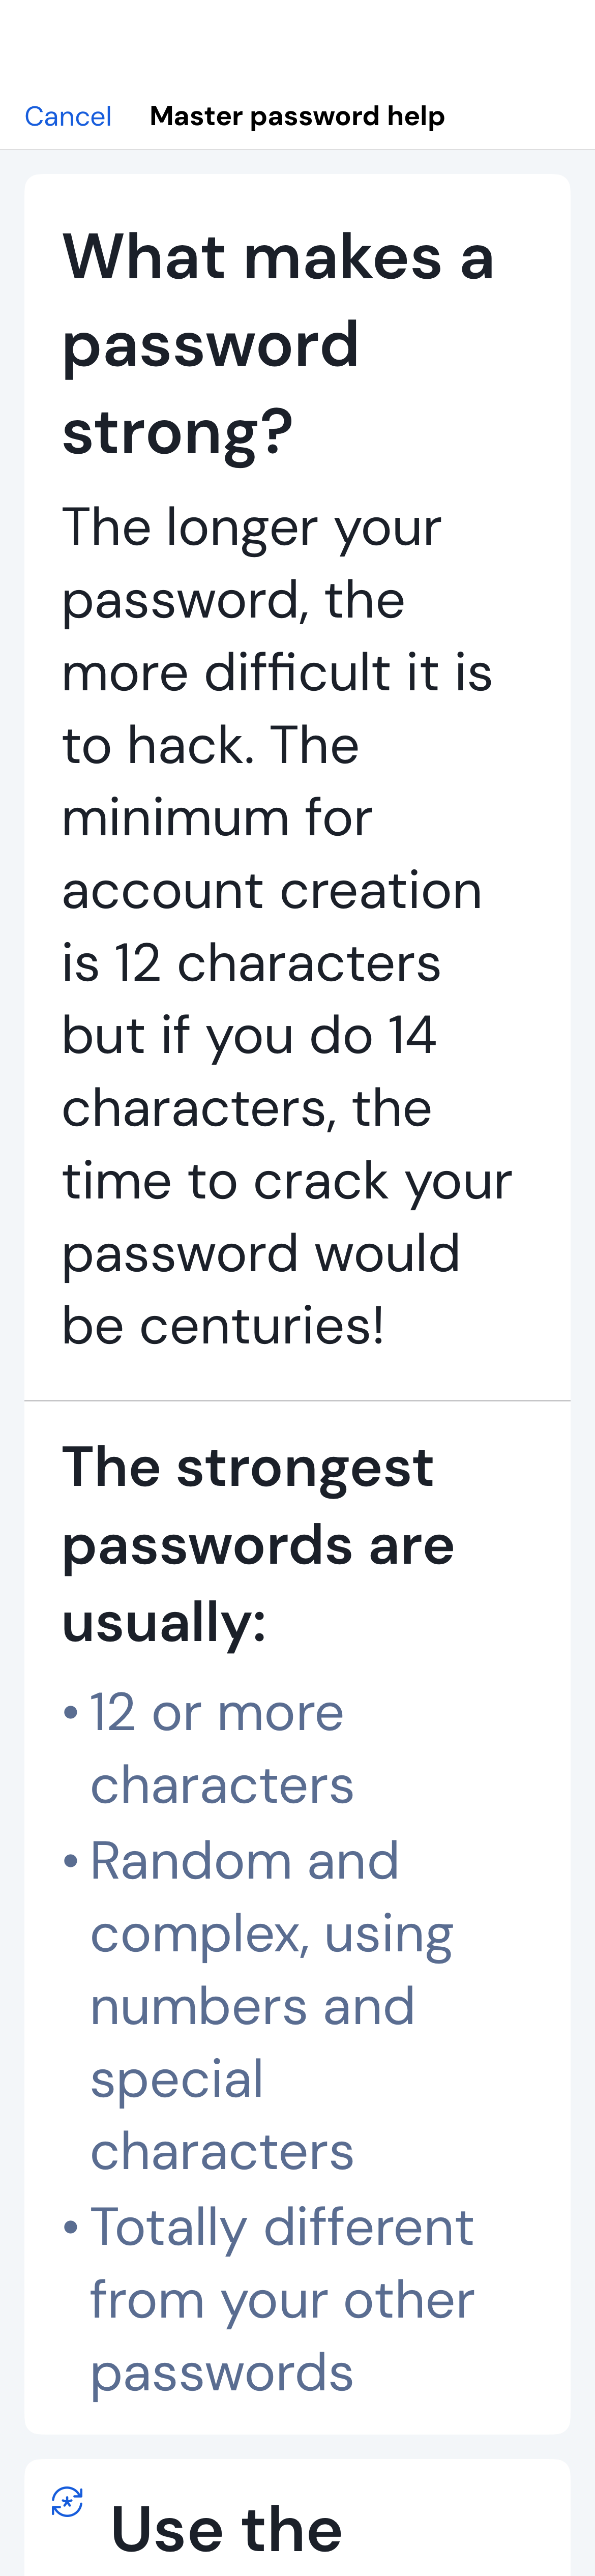 Cancel Master password help
What makes a
password
strong?
The longer your
password, the
more difficult it is
to hack. The
minimum for
account creation
is 12 characters
but if you do 14
characters, the
time to crack your
password would
be centuries!
The strongest
passwords are
usually:
• 12 or more
characters
• Random and
complex, using
numbers and
special
characters
• Totally different
from your other
passwords
Use the